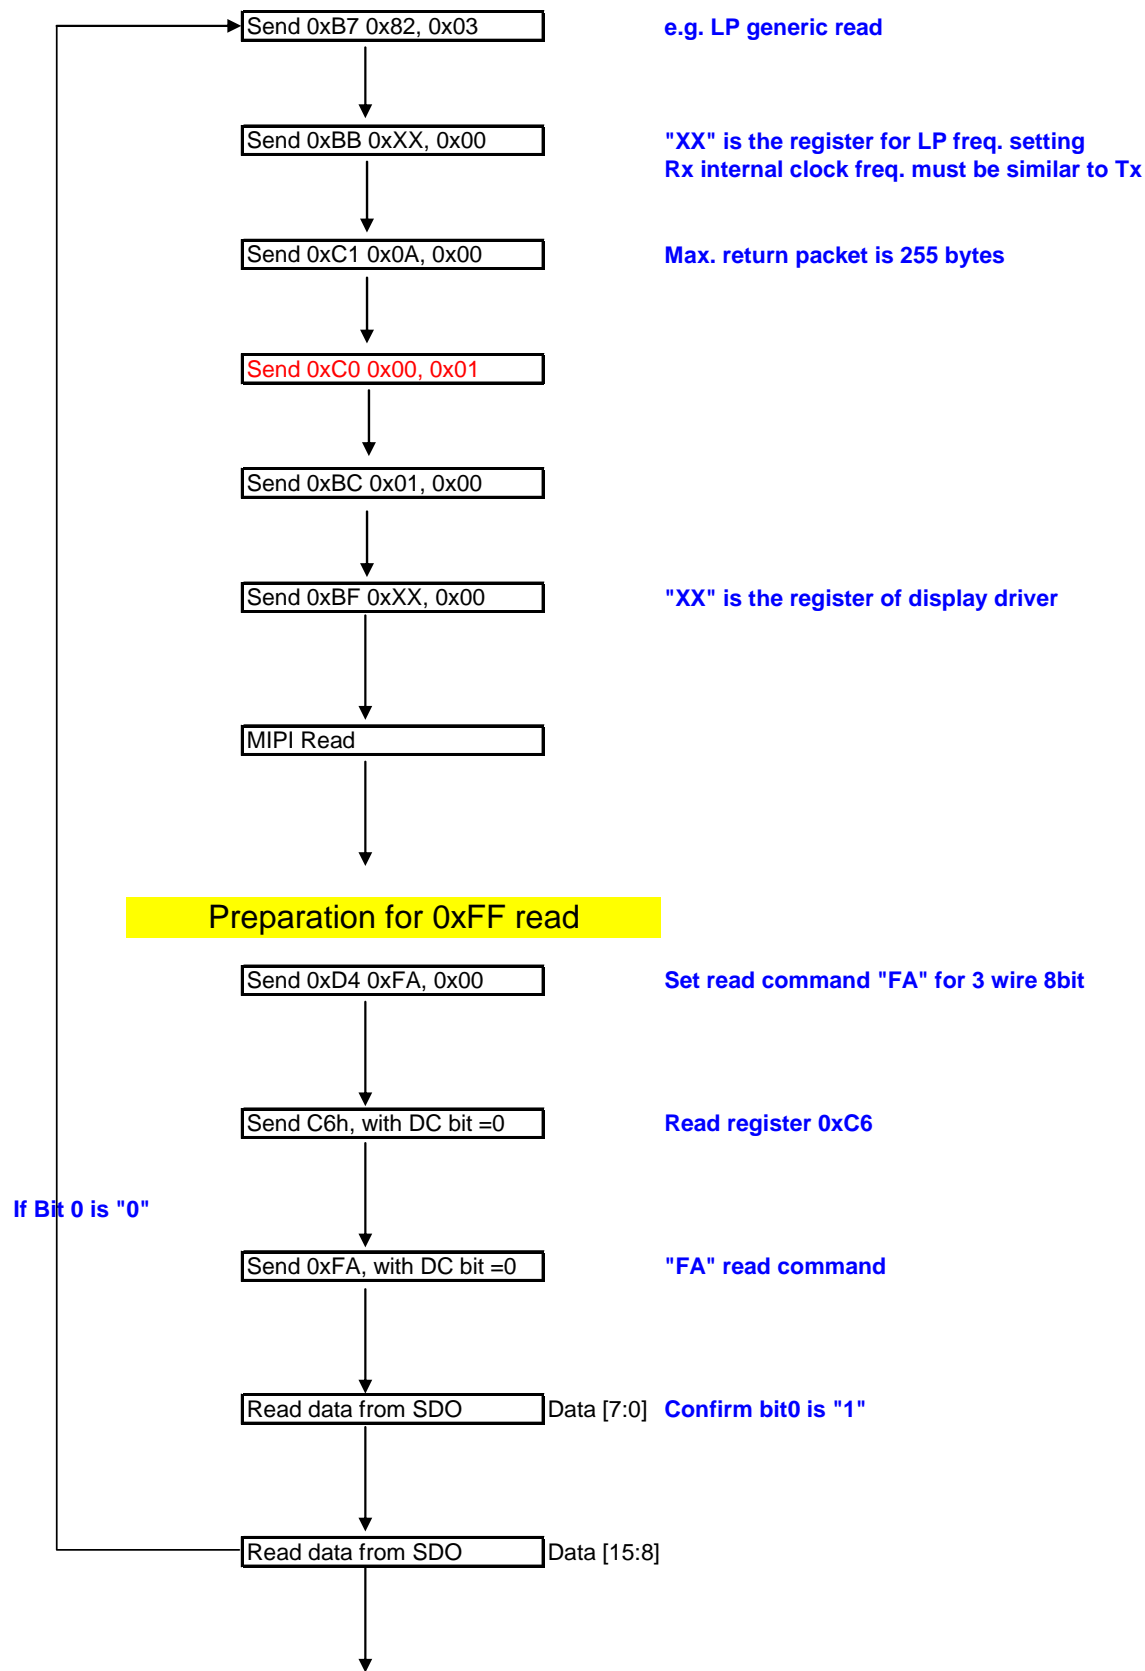 Send 0xB7 0x82, 0x03 e.g. LP generic read
Send 0xBB 0xXX, 0x00 "XX" is the register for LP freq. setting
Rx internal clock freq. must be similar to Tx
Send 0xC1 0x0A, 0x00 Max. return packet is 255 bytes
Send 0xC0 0x00, 0x01
Send 0xBC 0x01, 0x00
Send 0xBF 0xXX, 0x00 "XX" is the register of display driver
MIPI Read
Preparation for 0xFF read
Send 0xD4 0xFA, 0x00 Set read command "FA" for 3 wire 8bit
Send C6h, with DC bit =0 Read register 0xC6
If Bit 0 is "0"
Send 0xFA, with DC bit =0 "FA" read command
Read data from SDO Data [7:0] Confirm bit0 is "1"
Read data from SDO Data [15:8]